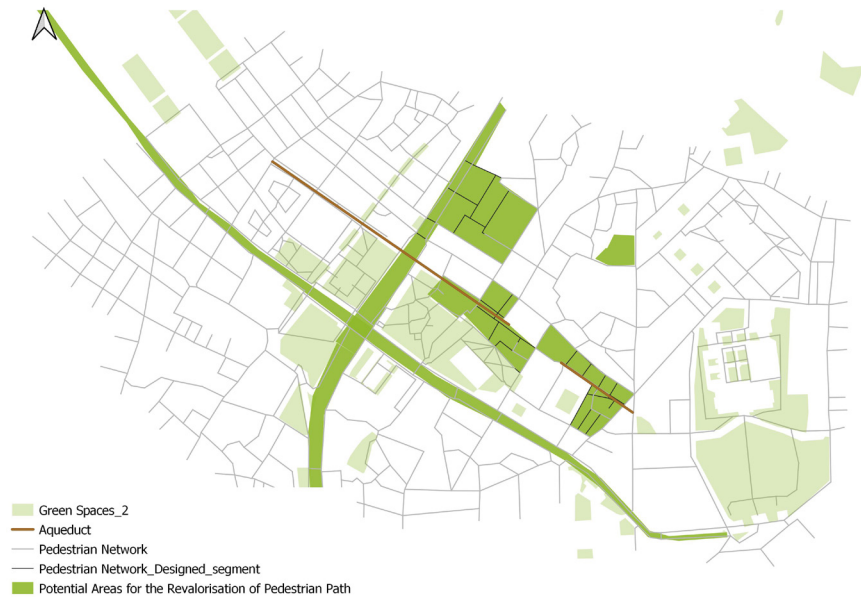 Green Spaces_2
Aqueduct
Pedestrian Network
Pedestrian Network_Designed_segment
Potential Areas for the Revalorisation of Pedestrian Path